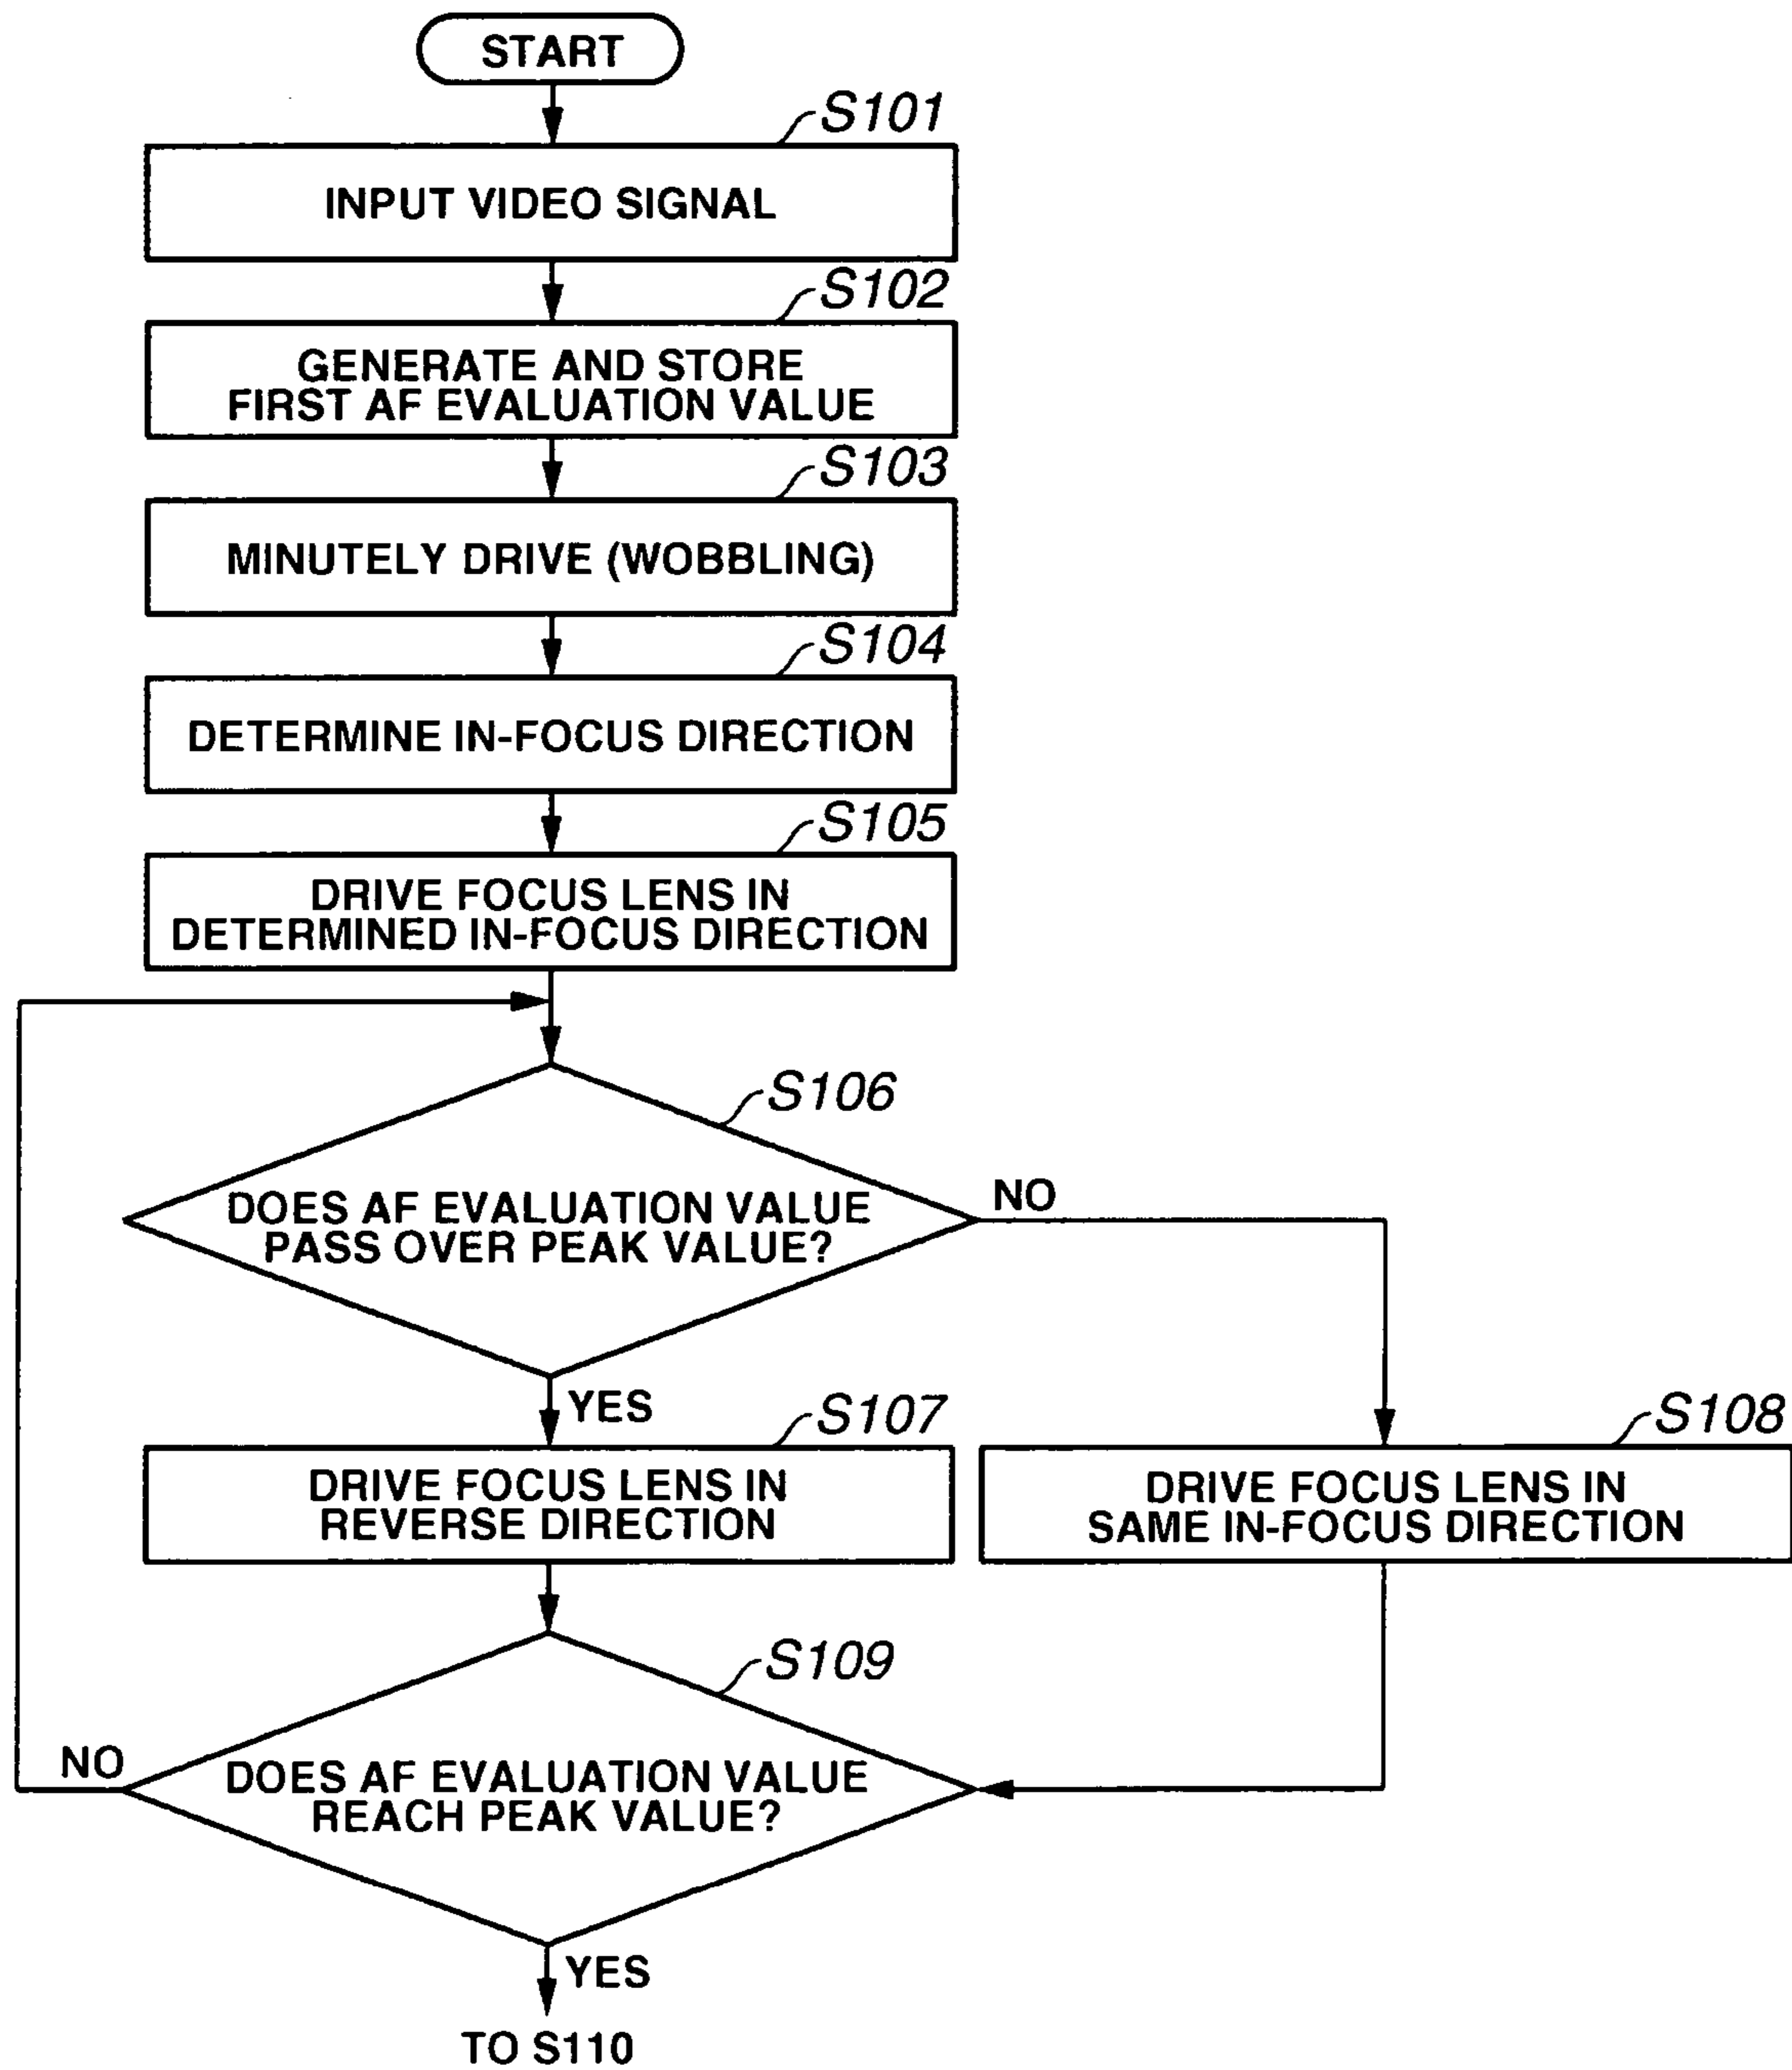 START
S101
INPUT VIDEO SIGNAL
S102
GENERATE AND STORE
FIRST AF EVALUATION VALUE
S103
MINUTELY DRIVE (WOBBLING)
S104
DETERMINE IN-FOCUS DIRECTION
S105
DRIVE FOCUS LENS IN
DETERMINED IN-FOCUS DIRECTION
S106
DOES AF EVALUATION VALUE
PASS OVER PEAK VALUE?
NO
YES
S107
DRIVE FOCUS LENS IN
REVERSE DIRECTION
S108
DRIVE FOCUS LENS IN
SAME IN-FOCUS DIRECTION
S109
DOES AF EVALUATION VALUE
REACH PEAK VALUE?
NO
YES
TO S110